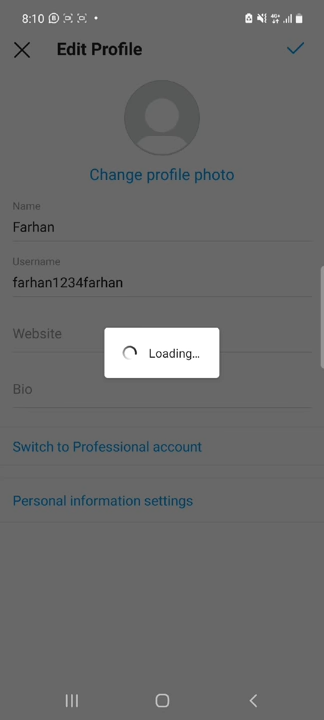 8:10
Edit Profile
Change profile photo
Name
Farhan
Username
farhan1234farhan
Website
Loading...
Bio
Switch to Professional account
Personal information settings